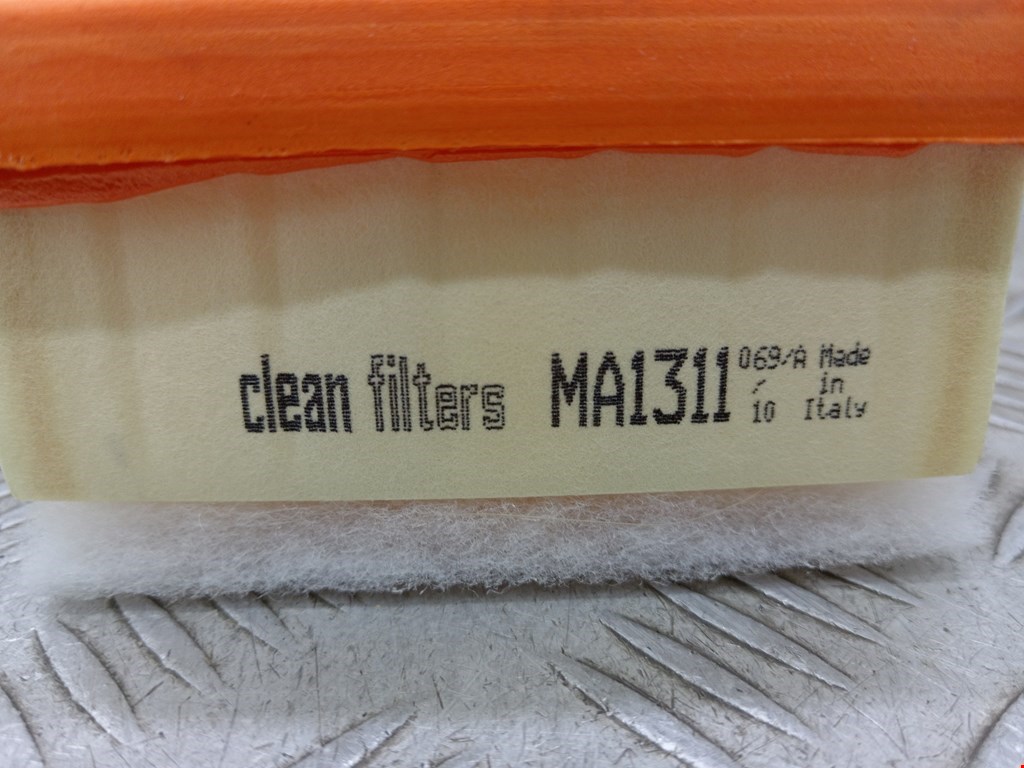 clean filters MA1311 069/A Made
/ in
10 Italy